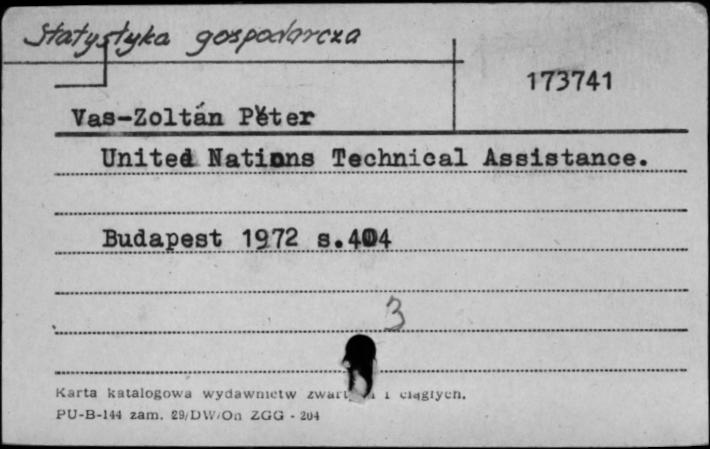 Statystyka gospodarcza
173741
Vas-Zoltán Péter
United Nations Technical Assistance.
Budapest 1972 s.404
3
Karta katalogowa wydawnictw i ciągłych.
PU-B-144 zam. 29/DW/On ZGG - 204